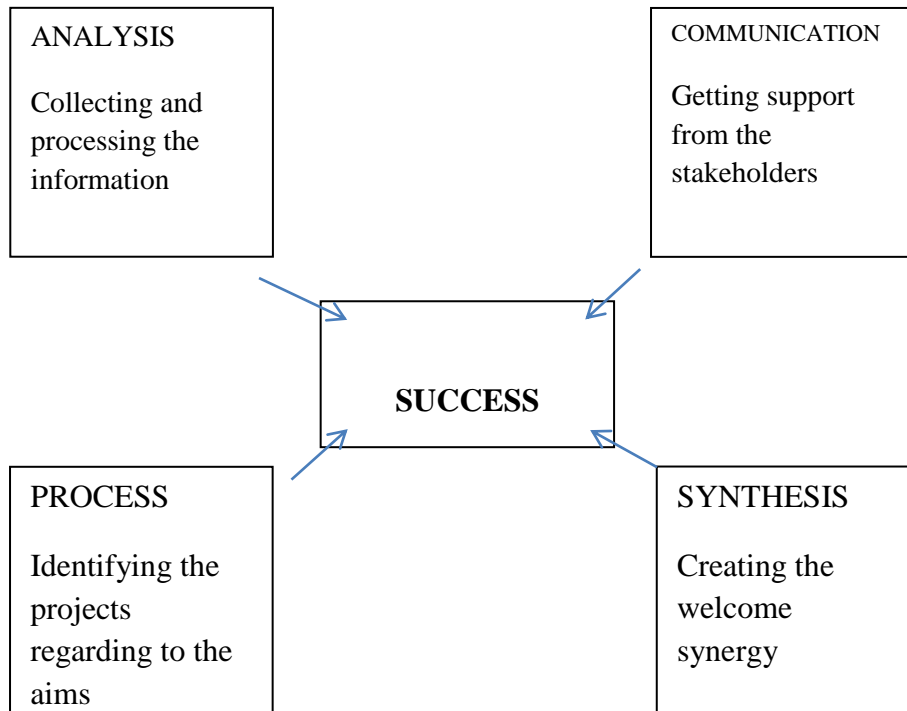 ANALYSIS
Collecting and
processing the
information
COMMUNICATION
Getting support
from the
stakeholders
SUCCESS
PROCESS
Identifying the
projects
regarding to the
aims
SYNTHESIS
Creating the
welcome
synergy